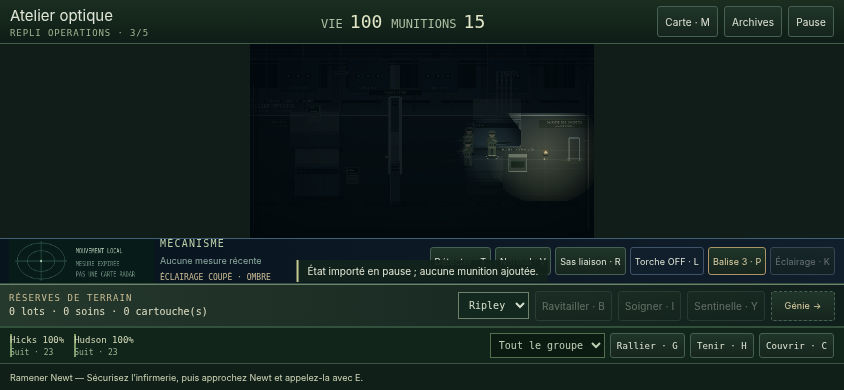 Atelier optique
REPLI OPERATIONS · 3/5
VIE 100 MUNITIONS 15
Carte · M
Archives
Pause
MOUVEMENT LOCAL
MESURE EXPIREE
PAS UNE CARTE RADAR
MECANISME
Aucune mesure récente
ÉCLAIRAGE COUPÉ · OMBRE
État importé en pause ; aucune munition ajoutée.
Sas liaison · R
Torche OFF · L
Balise 3 · P
Éclairage · K
RÉSERVES DE TERRAIN
0 lots · 0 soins · 0 cartouche(s)
Ripley
Ravitailler · B
Soigner · I
Sentinelle · Y
Génie →
Hicks 100%
Suit · 23
Hudson 100%
Suit · 23
Tout le groupe
Rallier · G
Tenir · H
Couvrir · C
Ramener Newt — Sécurisez l'infirmerie, puis approchez Newt et appelez-la avec E.